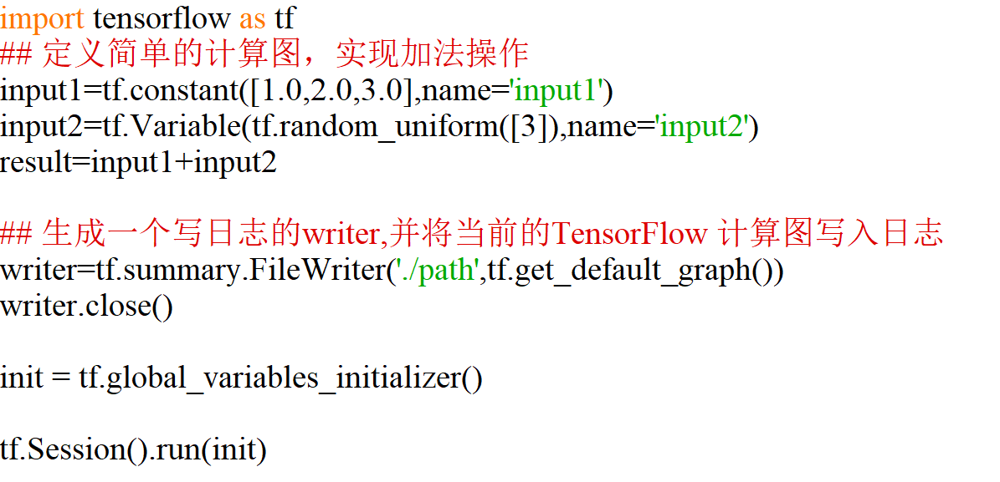 import tensorflow as tf
## 定义简单的计算图，实现加法操作
input1=tf.constant([1.0,2.0,3.0],name='input1')
input2=tf.Variable(tf.random_uniform([3]),name='input2')
result=input1+input2
## 生成一个写日志的writer,并将当前的TensorFlow 计算图写入日志
writer=tf.summary.FileWriter('./path',tf.get_default_graph())
writer.close()
init = tf.global_variables_initializer()
tf.Session().run(init)